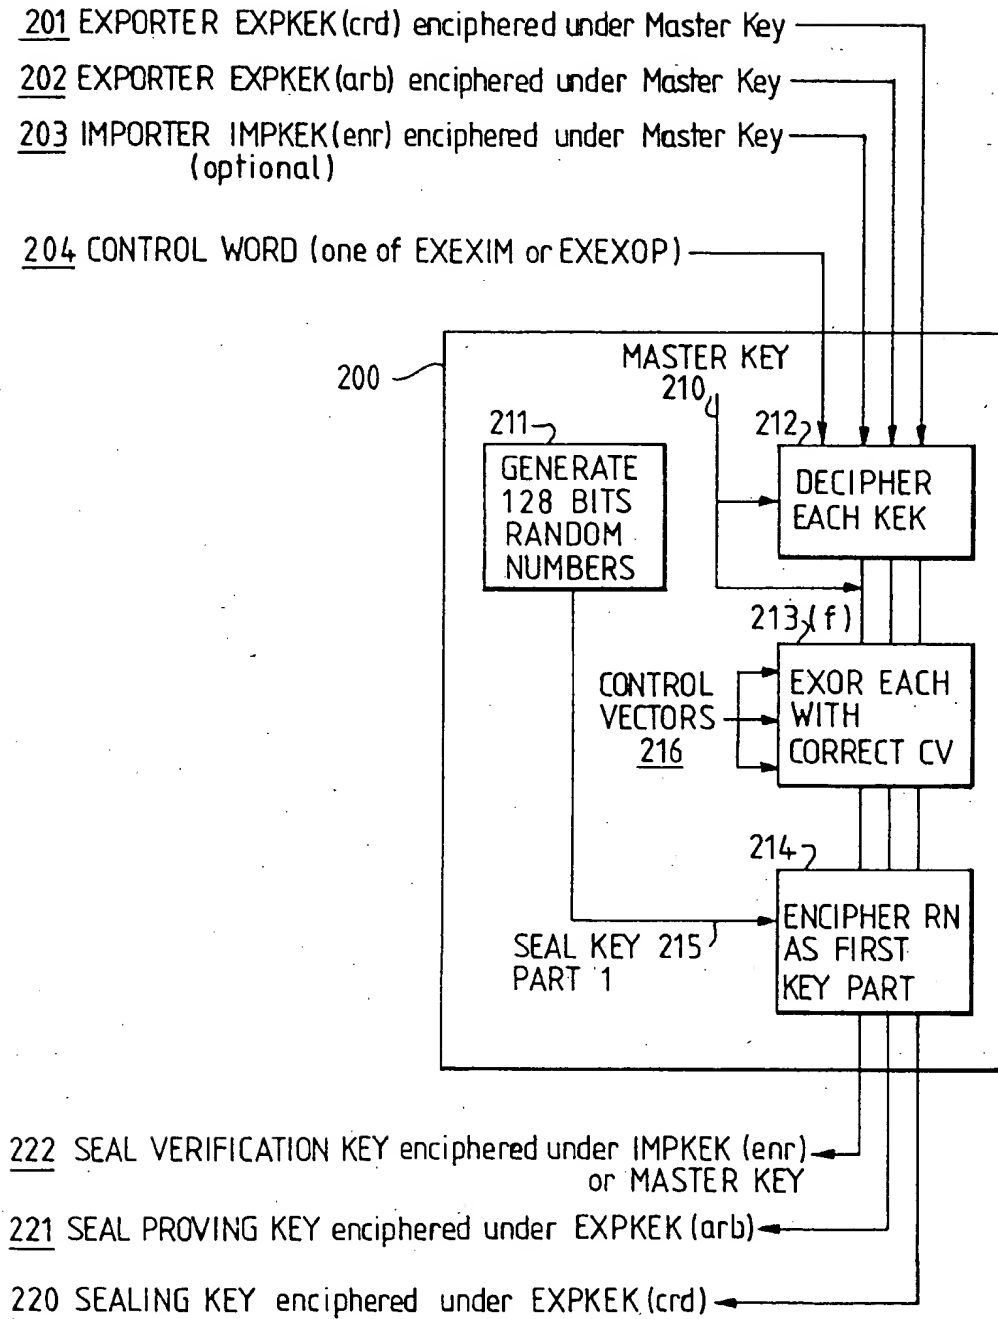 201 EXPORTER EXPKEK(crd) enciphered under Master Key
202 EXPORTER EXPKEK(arb) enciphered under Master Key
203 IMPORTER IMPKEK(enr) enciphered under Master Key
(optional)
204 CONTROL WORD (one of EXEXIM or EXEXOP)
200
MASTER KEY
210
211
GENERATE
128 BITS
RANDOM
NUMBERS
212
DECIPHER
EACH KEK
213(f)
CONTROL
VECTORS
216
EXOR EACH
WITH
CORRECT CV
214
ENCIPHER RN
AS FIRST
KEY PART
SEAL KEY 215
PART 1
222 SEAL VERIFICATION KEY enciphered under IMPKEK (enr)
or MASTER KEY
221 SEAL PROVING KEY enciphered under EXPKEK (arb)
220 SEALING KEY enciphered under EXPKEK (crd)